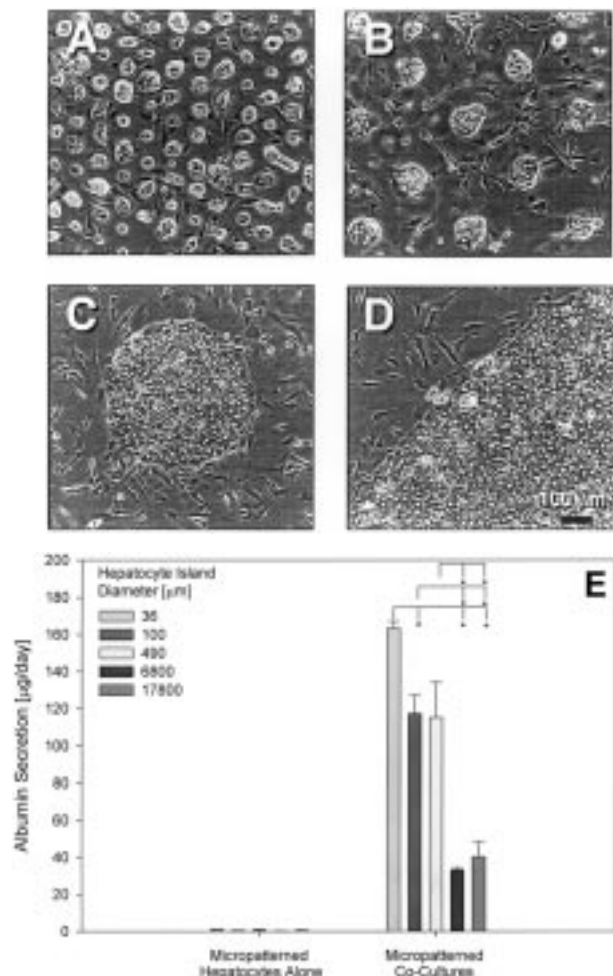 A
B
C
D
100 µm
E
Albumin Secretion [µg/day]
200
180
160
140
120
100
80
60
40
20
0
Hepatocyte Island
Diameter [µm]
36
100
490
6800
17800
Micropatterned
Hepatocytes Alone
Micropatterned
Co-Cultures